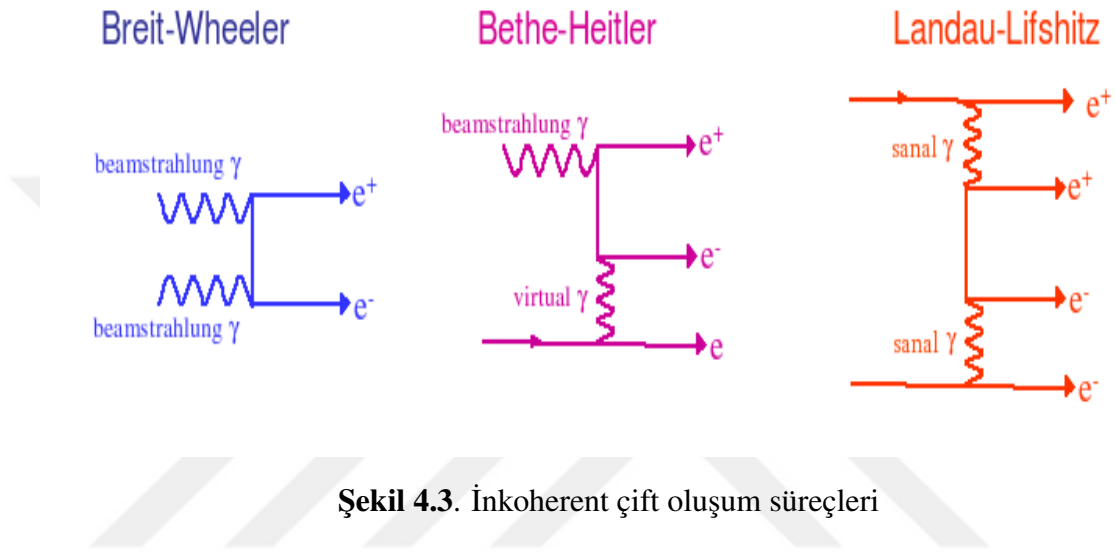 Breit-Wheeler
beamstrahlung γ
e⁺
e⁻
beamstrahlung γ
Bethe-Heitler
beamstrahlung γ
e⁺
e⁻
virtual γ
e
Landau-Lifshitz
e⁺
sanal γ
e⁺
e⁻
sanal γ
e⁻
Şekil 4.3. İnkoherent çift oluşum süreçleri